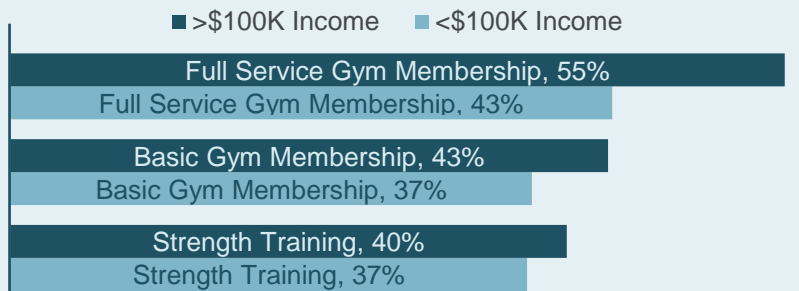 >$100K Income <$100K Income
Full Service Gym Membership, 55%
Full Service Gym Membership, 43%
Basic Gym Membership, 43%
Basic Gym Membership, 37%
Strength Training, 40%
Strength Training, 37%